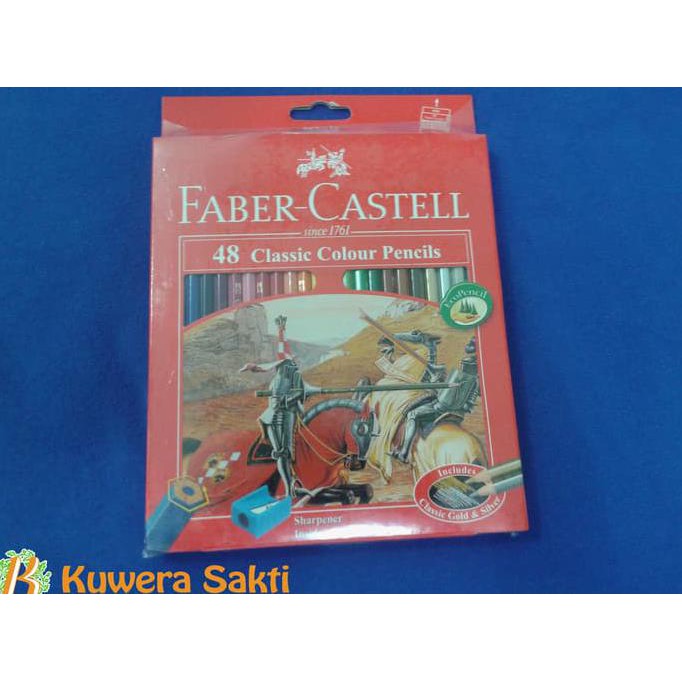 FABER-CASTELL
since 1761
48 Classic Colour Pencils
EcoPencil
Includes
Classic Gold & Silver
Sharpener
Kuwera Sakti